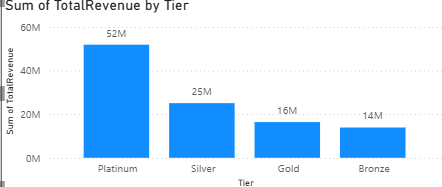 Sum of TotalRevenue by Tier
60M
40M
20M
0M
Sum of TotalRevenue
52M
25M
16M
14M
Platinum
Silver
Gold
Bronze
Tier